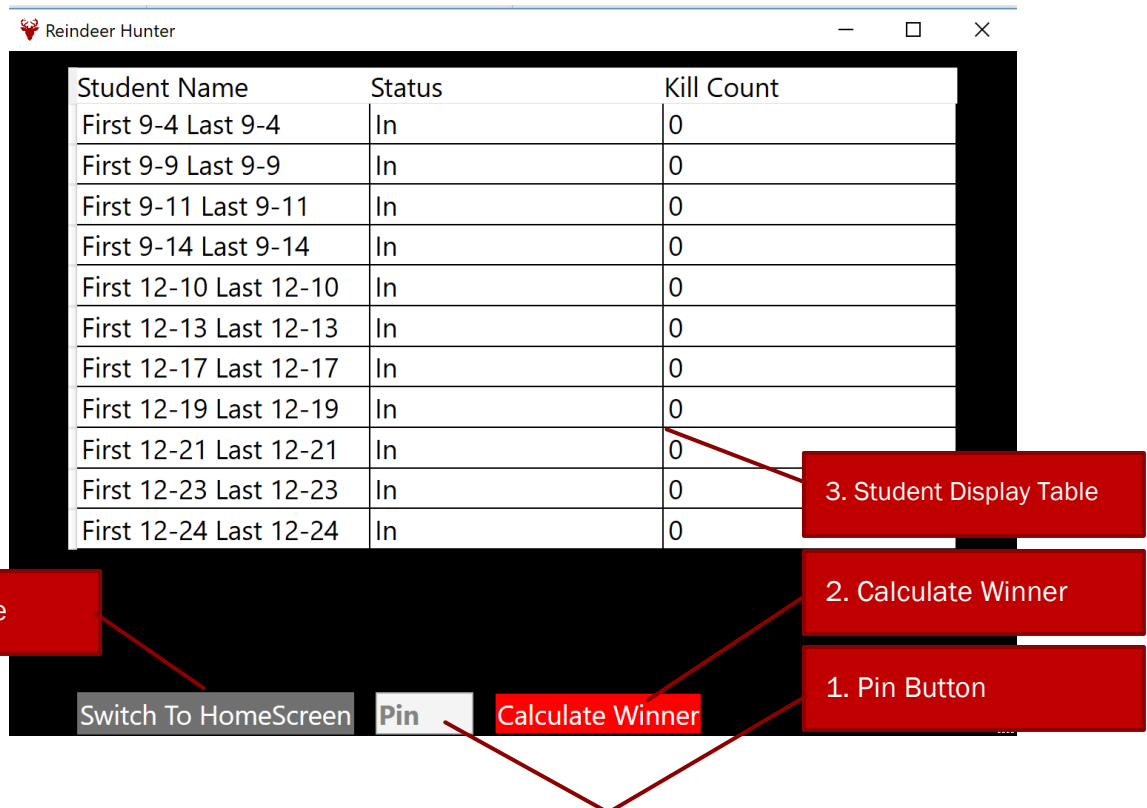 Reindeer Hunter
Student Name Status Kill Count
First 9-4 Last 9-4 In 0
First 9-9 Last 9-9 In 0
First 9-11 Last 9-11 In 0
First 9-14 Last 9-14 In 0
First 12-10 Last 12-10 In 0
First 12-13 Last 12-13 In 0
First 12-17 Last 12-17 In 0
First 12-19 Last 12-19 In 0
First 12-21 Last 12-21 In 0
First 12-23 Last 12-23 In 0
First 12-24 Last 12-24 In 0
3. Student Display Table
2. Calculate Winner
1. Pin Button
Switch To HomeScreen Pin Calculate Winner